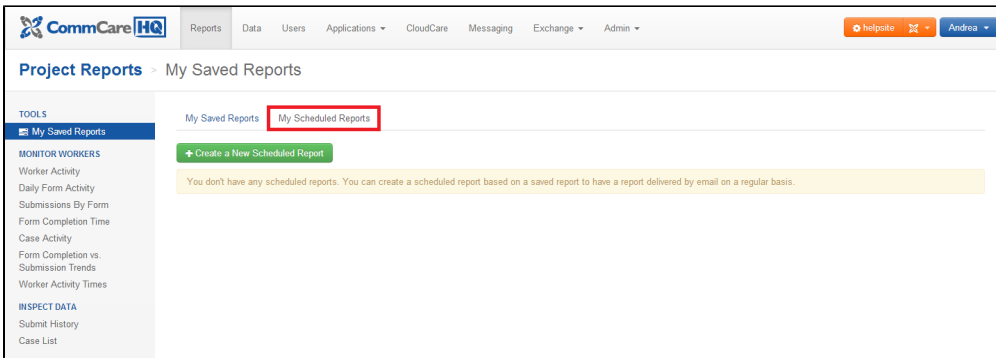 CommCare HQ
Reports Data Users Applications CloudCare Messaging Exchange Admin
helpsite
Andrea
Project Reports > My Saved Reports
TOOLS
My Saved Reports
MONITOR WORKERS
Worker Activity
Daily Form Activity
Submissions By Form
Form Completion Time
Case Activity
Form Completion vs.
Submission Trends
Worker Activity Times
INSPECT DATA
Submit History
Case List
My Saved Reports My Scheduled Reports
+ Create a New Scheduled Report
You don't have any scheduled reports. You can create a scheduled report based on a saved report to have a report delivered by email on a regular basis.